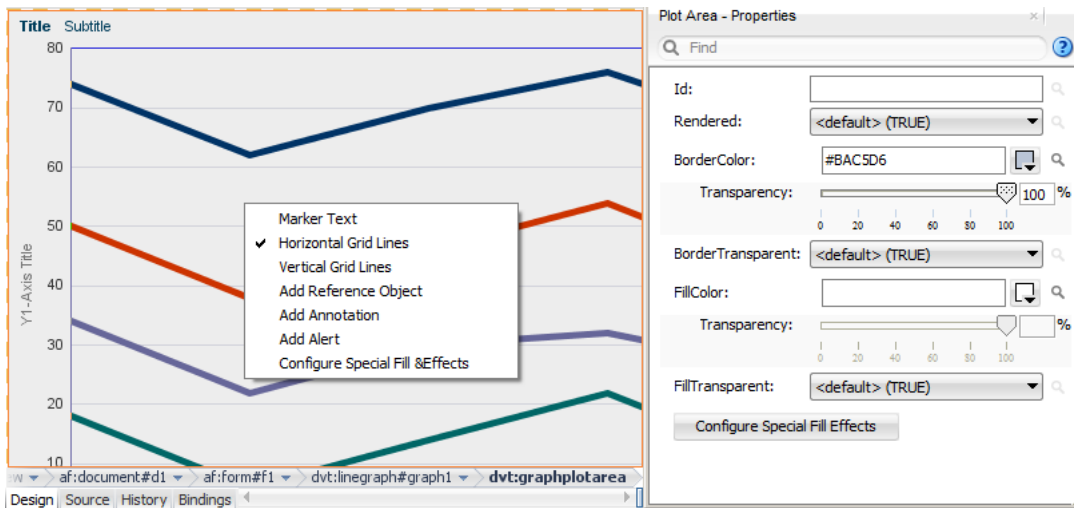 Title Subtitle
80
70
60
50
40
30
20
10
Y1-Axis Title
Marker Text
Horizontal Grid Lines
Vertical Grid Lines
Add Reference Object
Add Annotation
Add Alert
Configure Special Fill &Effects
af:document#d1 af:form#f1 dvt:linegraph#graph1 dvt:graphplotarea
Design Source History Bindings
Plot Area - Properties
Find
Id:
Rendered: <default> (TRUE)
BorderColor: #BAC5D6
Transparency: 100 %
0 20 40 60 80 100
BorderTransparent: <default> (TRUE)
FillColor:
Transparency: %
0 20 40 60 80 100
FillTransparent: <default> (TRUE)
Configure Special Fill Effects